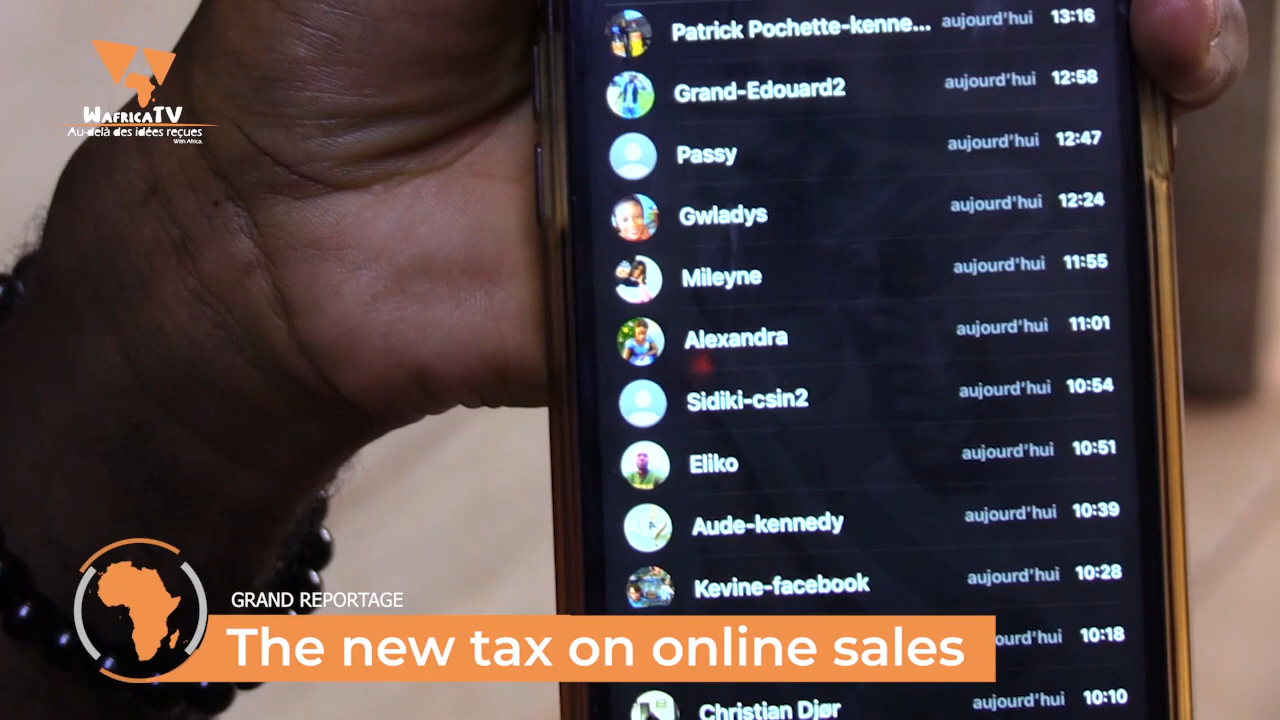 WAFRICATV
Au-delà des idées reçues
With Africa.
Patrick Pochette-kenne... aujourd'hui 13:16
Grand-Edouard2 aujourd'hui 12:58
Passy aujourd'hui 12:47
Gwladys aujourd'hui 12:24
Mileyne aujourd'hui 11:55
Alexandra aujourd'hui 11:01
Sidiki-csin2 aujourd'hui 10:54
Eliko aujourd'hui 10:51
A
Aude-kennedy aujourd'hui 10:39
Kevine-facebook aujourd'hui 10:28
ourd'hui 10:18
Christian Djør aujourd'hui 10:10
GRAND REPORTAGE
The new tax on online sales